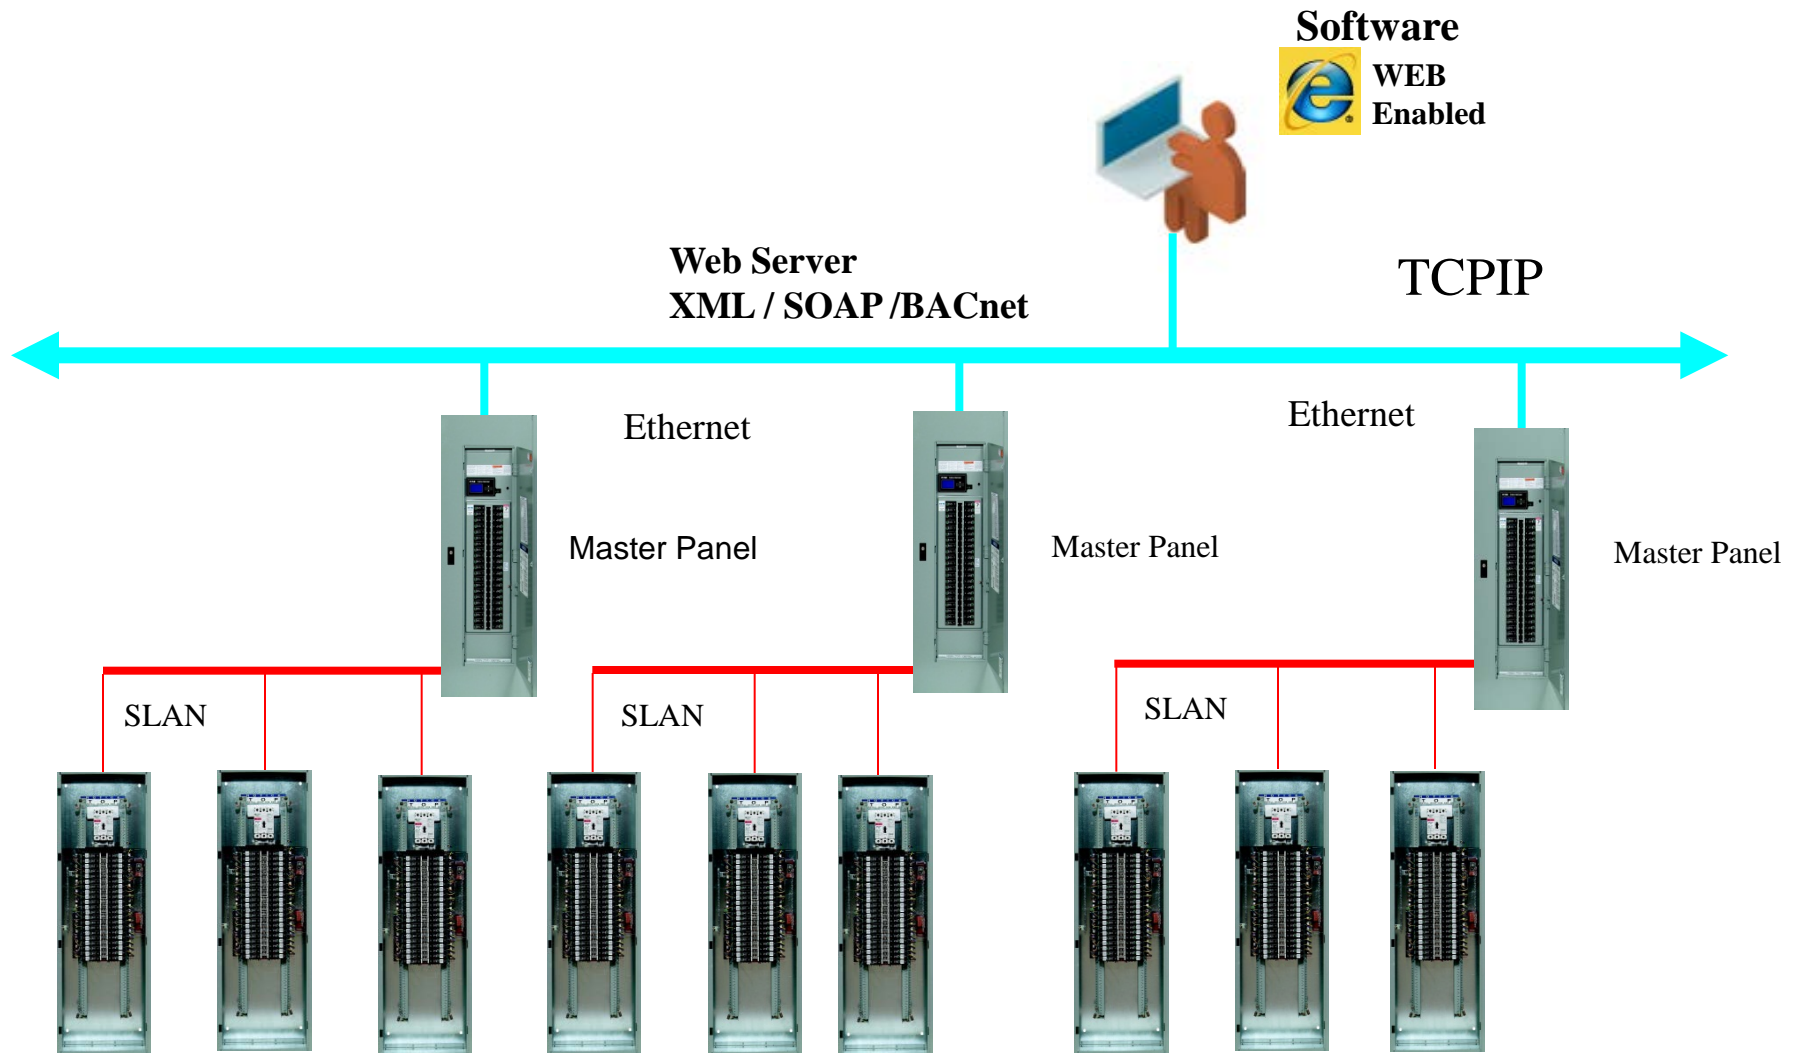 Software
WEB
Enabled
Web Server
XML / SOAP /BACnet
TCPIP
Ethernet
Ethernet
Master Panel
Master Panel
Master Panel
SLAN
SLAN
SLAN